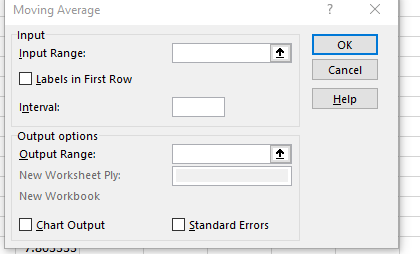 Moving Average
? ×
Input
Input Range:
Labels in First Row
Interval:
OK
Cancel
Help
Output options
Output Range:
New Worksheet Ply:
New Workbook
Chart Output
Standard Errors